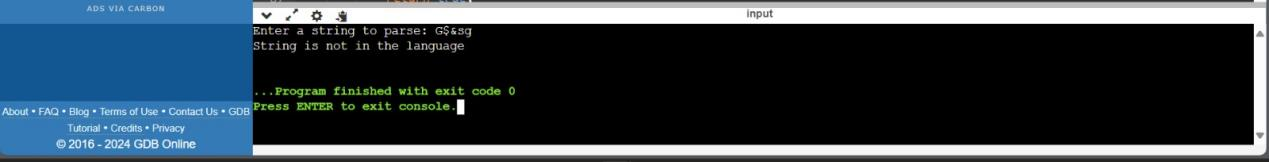 ADS VIA CARBON
About • FAQ • Blog • Terms of Use • Contact Us • GDB
Tutorial • Credits • Privacy
© 2016 - 2024 GDB Online
input
Enter a string to parse: G$&sg
String is not in the language
...Program finished with exit code 0
Press ENTER to exit console.